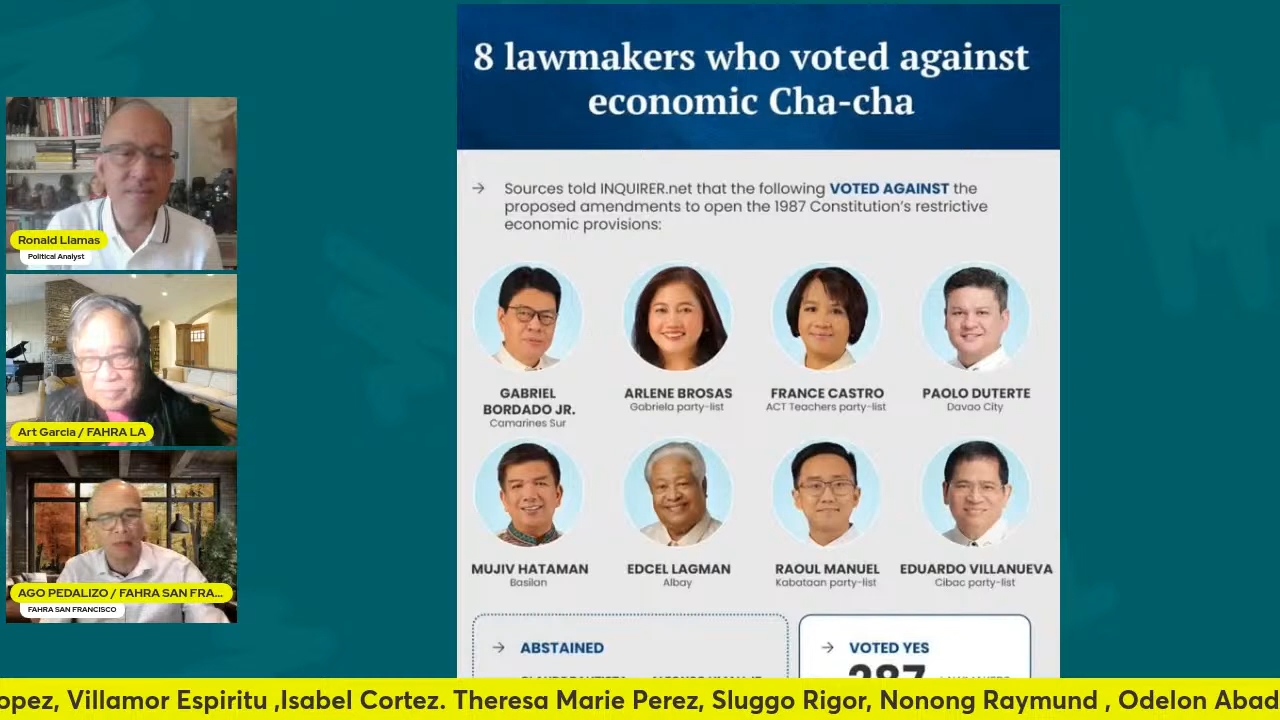 8 lawmakers who voted against
economic Cha-cha
→ Sources told INQUIRER.net that the following VOTED AGAINST the
proposed amendments to open the 1987 Constitution's restrictive
economic provisions:
GABRIEL
BORDADO JR.
Camarines Sur
ARLENE BROSAS
Gabriela party-list
FRANCE CASTRO
ACT Teachers party-list
PAOLO DUTERTE
Davao City
MUJIV HATAMAN
Basilan
EDCEL LAGMAN
Albay
RAOUL MANUEL
Kabataan party-list
EDUARDO VILLANUEVA
Cibac party-list
→ ABSTAINED
→ VOTED YES
287
Ronald Llamas
Political Analyst
Art Garcia / FAHRA LA
AGO PEDALIZO / FAHRA SAN FRA...
FAHRA SAN FRANCISCO
opez, Villamor Espiritu ,Isabel Cortez. Theresa Marie Perez, Sluggo Rigor, Nonong Raymund , Odelon Abad